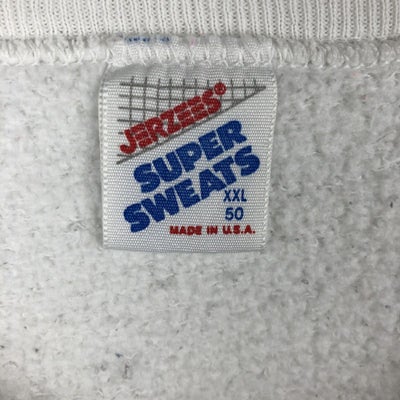 JERZEES®
SUPER
SWEATS
XXL
50
MADE IN U.S.A.